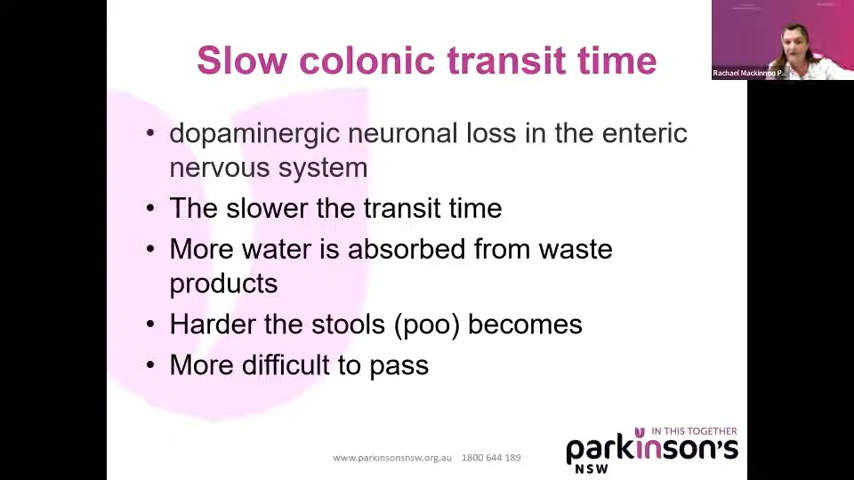 Slow colonic transit time
Rachael Mackinnon P...
• dopaminergic neuronal loss in the enteric
nervous system
• The slower the transit time
• More water is absorbed from waste
products
• Harder the stools (poo) becomes
• More difficult to pass
www.parkinsonsnsw.org.au 1800 644 189
IN THIS TOGETHER
parkinson's
NSW